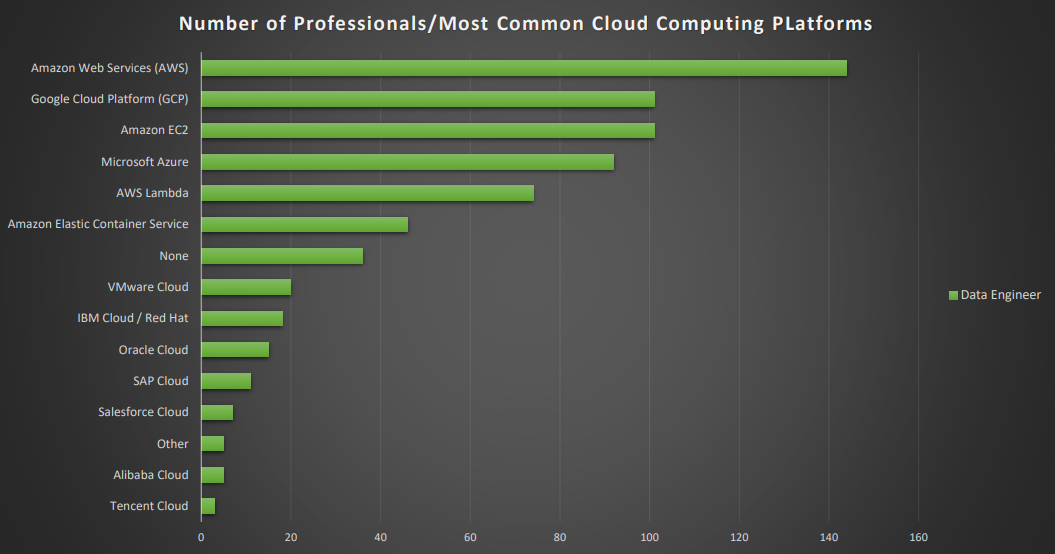 Number of Professionals/Most Common Cloud Computing PLatforms
Amazon Web Services (AWS)
Google Cloud Platform (GCP)
Amazon EC2
Microsoft Azure
AWS Lambda
Amazon Elastic Container Service
None
VMware Cloud
IBM Cloud / Red Hat
Oracle Cloud
SAP Cloud
Salesforce Cloud
Other
Alibaba Cloud
Tencent Cloud
0 20 40 60 80 100 120 140 160
Data Engineer